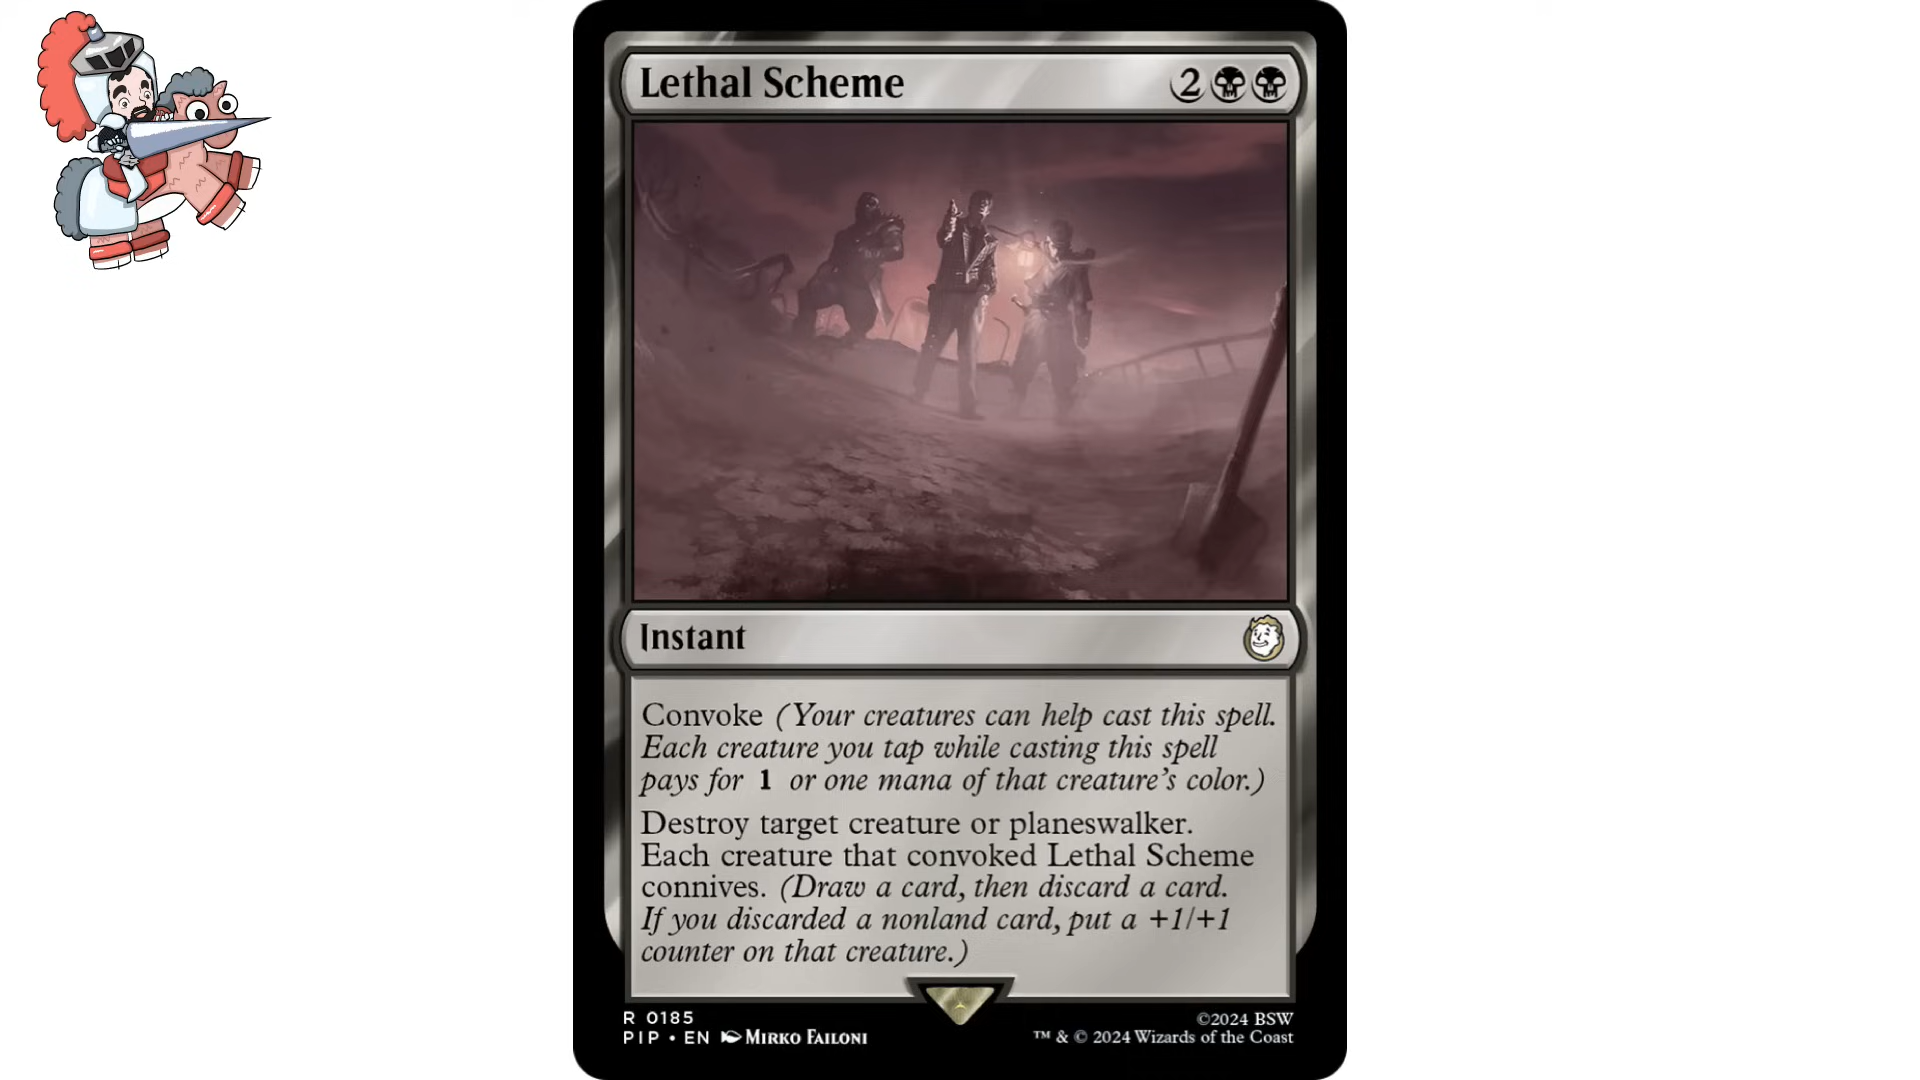 Lethal Scheme 2
Instant
Convoke (Your creatures can help cast this spell.
Each creature you tap while casting this spell
pays for 1 or one mana of that creature's color.)
Destroy target creature or planeswalker.
Each creature that convoked Lethal Scheme
connives. (Draw a card, then discard a card.
If you discarded a nonland card, put a +1/+1
counter on that creature.)
R 0185
PIP • EN Mirko Failoni
©2024 BSW
™ & © 2024 Wizards of the Coast